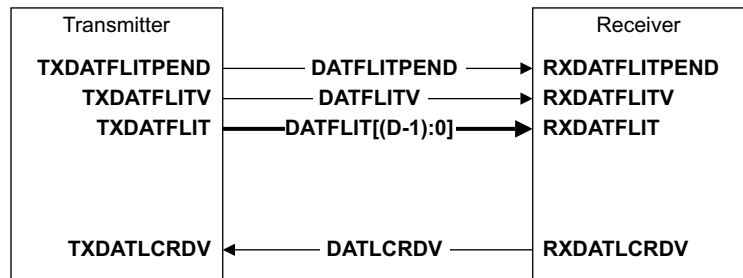 Transmitter Receiver
TXDATFLITPEND DATFLITPEND RXDATFLITPEND
TXDATFLITV DATFLITV RXDATFLITV
TXDATFLIT DATFLIT[(D-1):0] RXDATFLIT
TXDATLCRDV DATLCRDV RXDATLCRDV